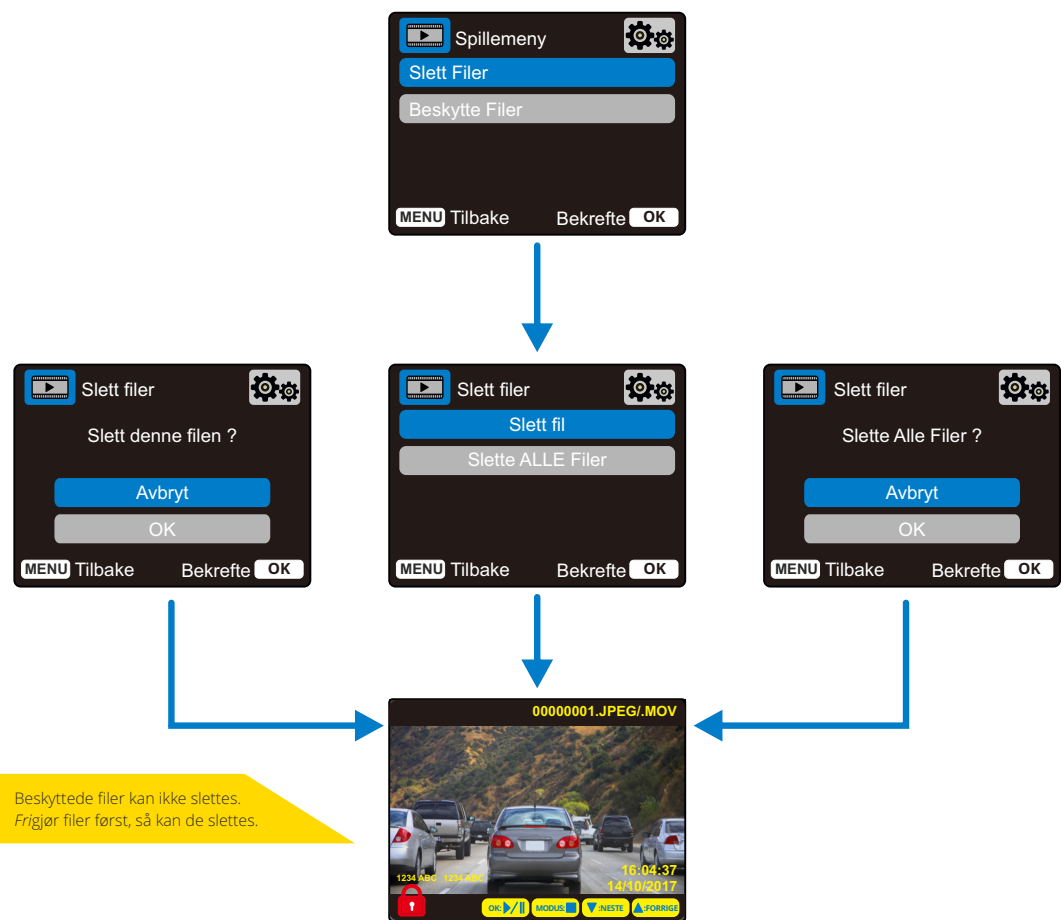 Spillemeny
Slett Filer
Beskytte Filer
MENU Tilbake Bekrefte OK
Slett filer
Slett denne filen ?
Avbryt
OK
MENU Tilbake Bekrefte OK
Slett filer
Slett fil
Slette ALLE Filer
MENU Tilbake Bekrefte OK
Slett filer
Slette Alle Filer ?
Avbryt
OK
MENU Tilbake Bekrefte OK
00000001.JPEG/.MOV
1234 ABC 1234 ABC
16:04:37
14/10/2017
OK: MODUS: :NESTE :FORRIGE
Beskyttede filer kan ikke slettes.
Frigjør filer først, så kan de slettes.